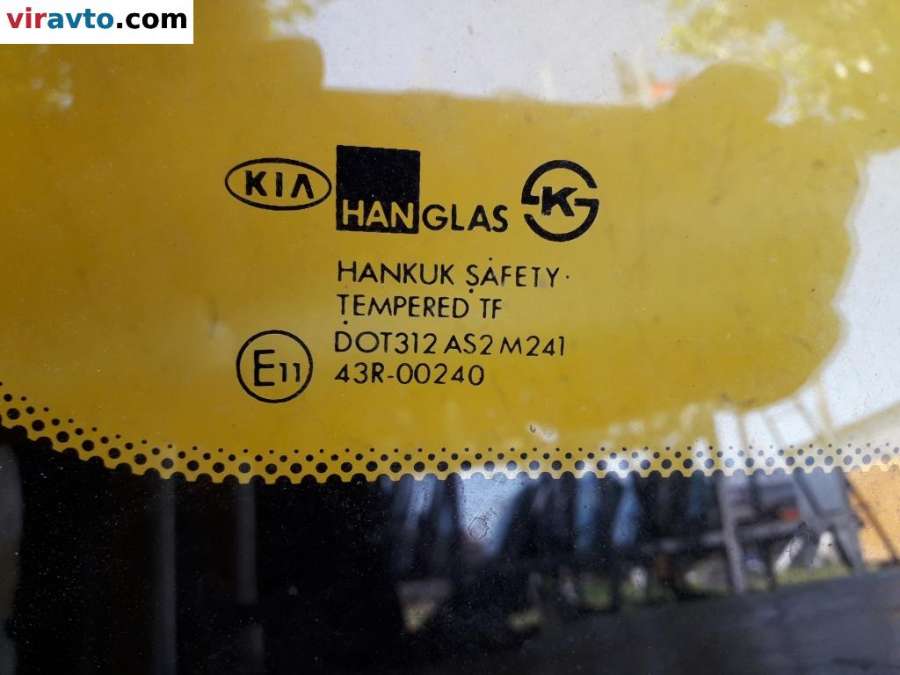 viravto.com
KIA HANGLAS K
HANKUK SAFETY
TEMPERED TF
DOT312 AS2 M241
E11 43R-00240